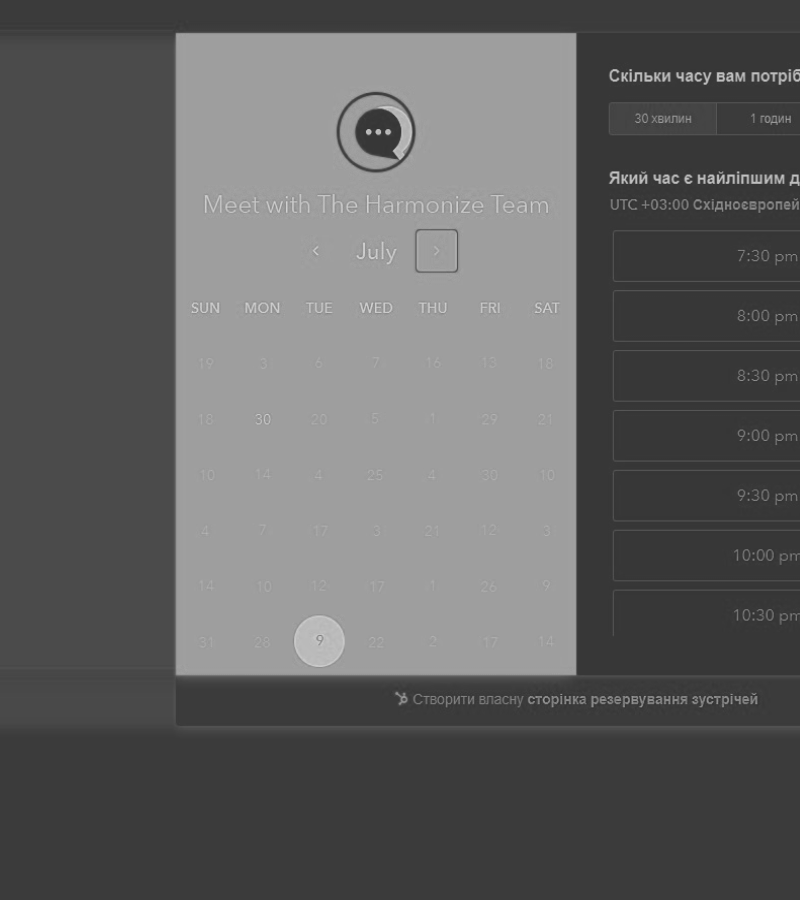 Meet with The Harmonize Team
July
SUN MON TUE WED THU FRI SAT
19 3 6 7 16 13 18
18 30 20 5 1 29 21
10 14 4 25 4 30 10
4 7 17 3 21 12 3
14 10 12 17 1 26 9
31 28 9 22 2 17 14
Скільки часу вам потріб
30 хвилин 1 годин
Який час є найліпшим д
UTC +03:00 Східноєвропей
7:30 pm
8:00 pm
8:30 pm
9:00 pm
9:30 pm
10:00 pm
10:30 pm
Створити власну сторінка резервування зустрічей